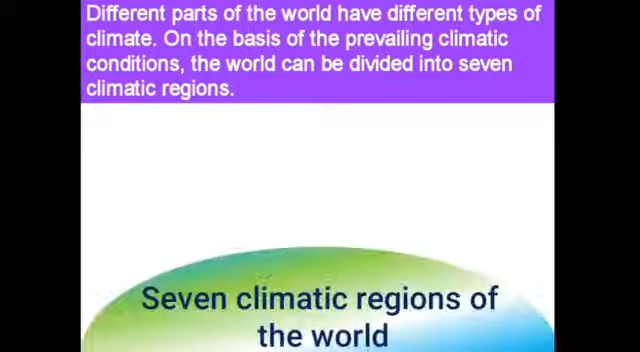 Different parts of the world have different types of
climate. On the basis of the prevailing climatic
conditions, the world can be divided into seven
climatic regions.
Seven climatic regions of
the world